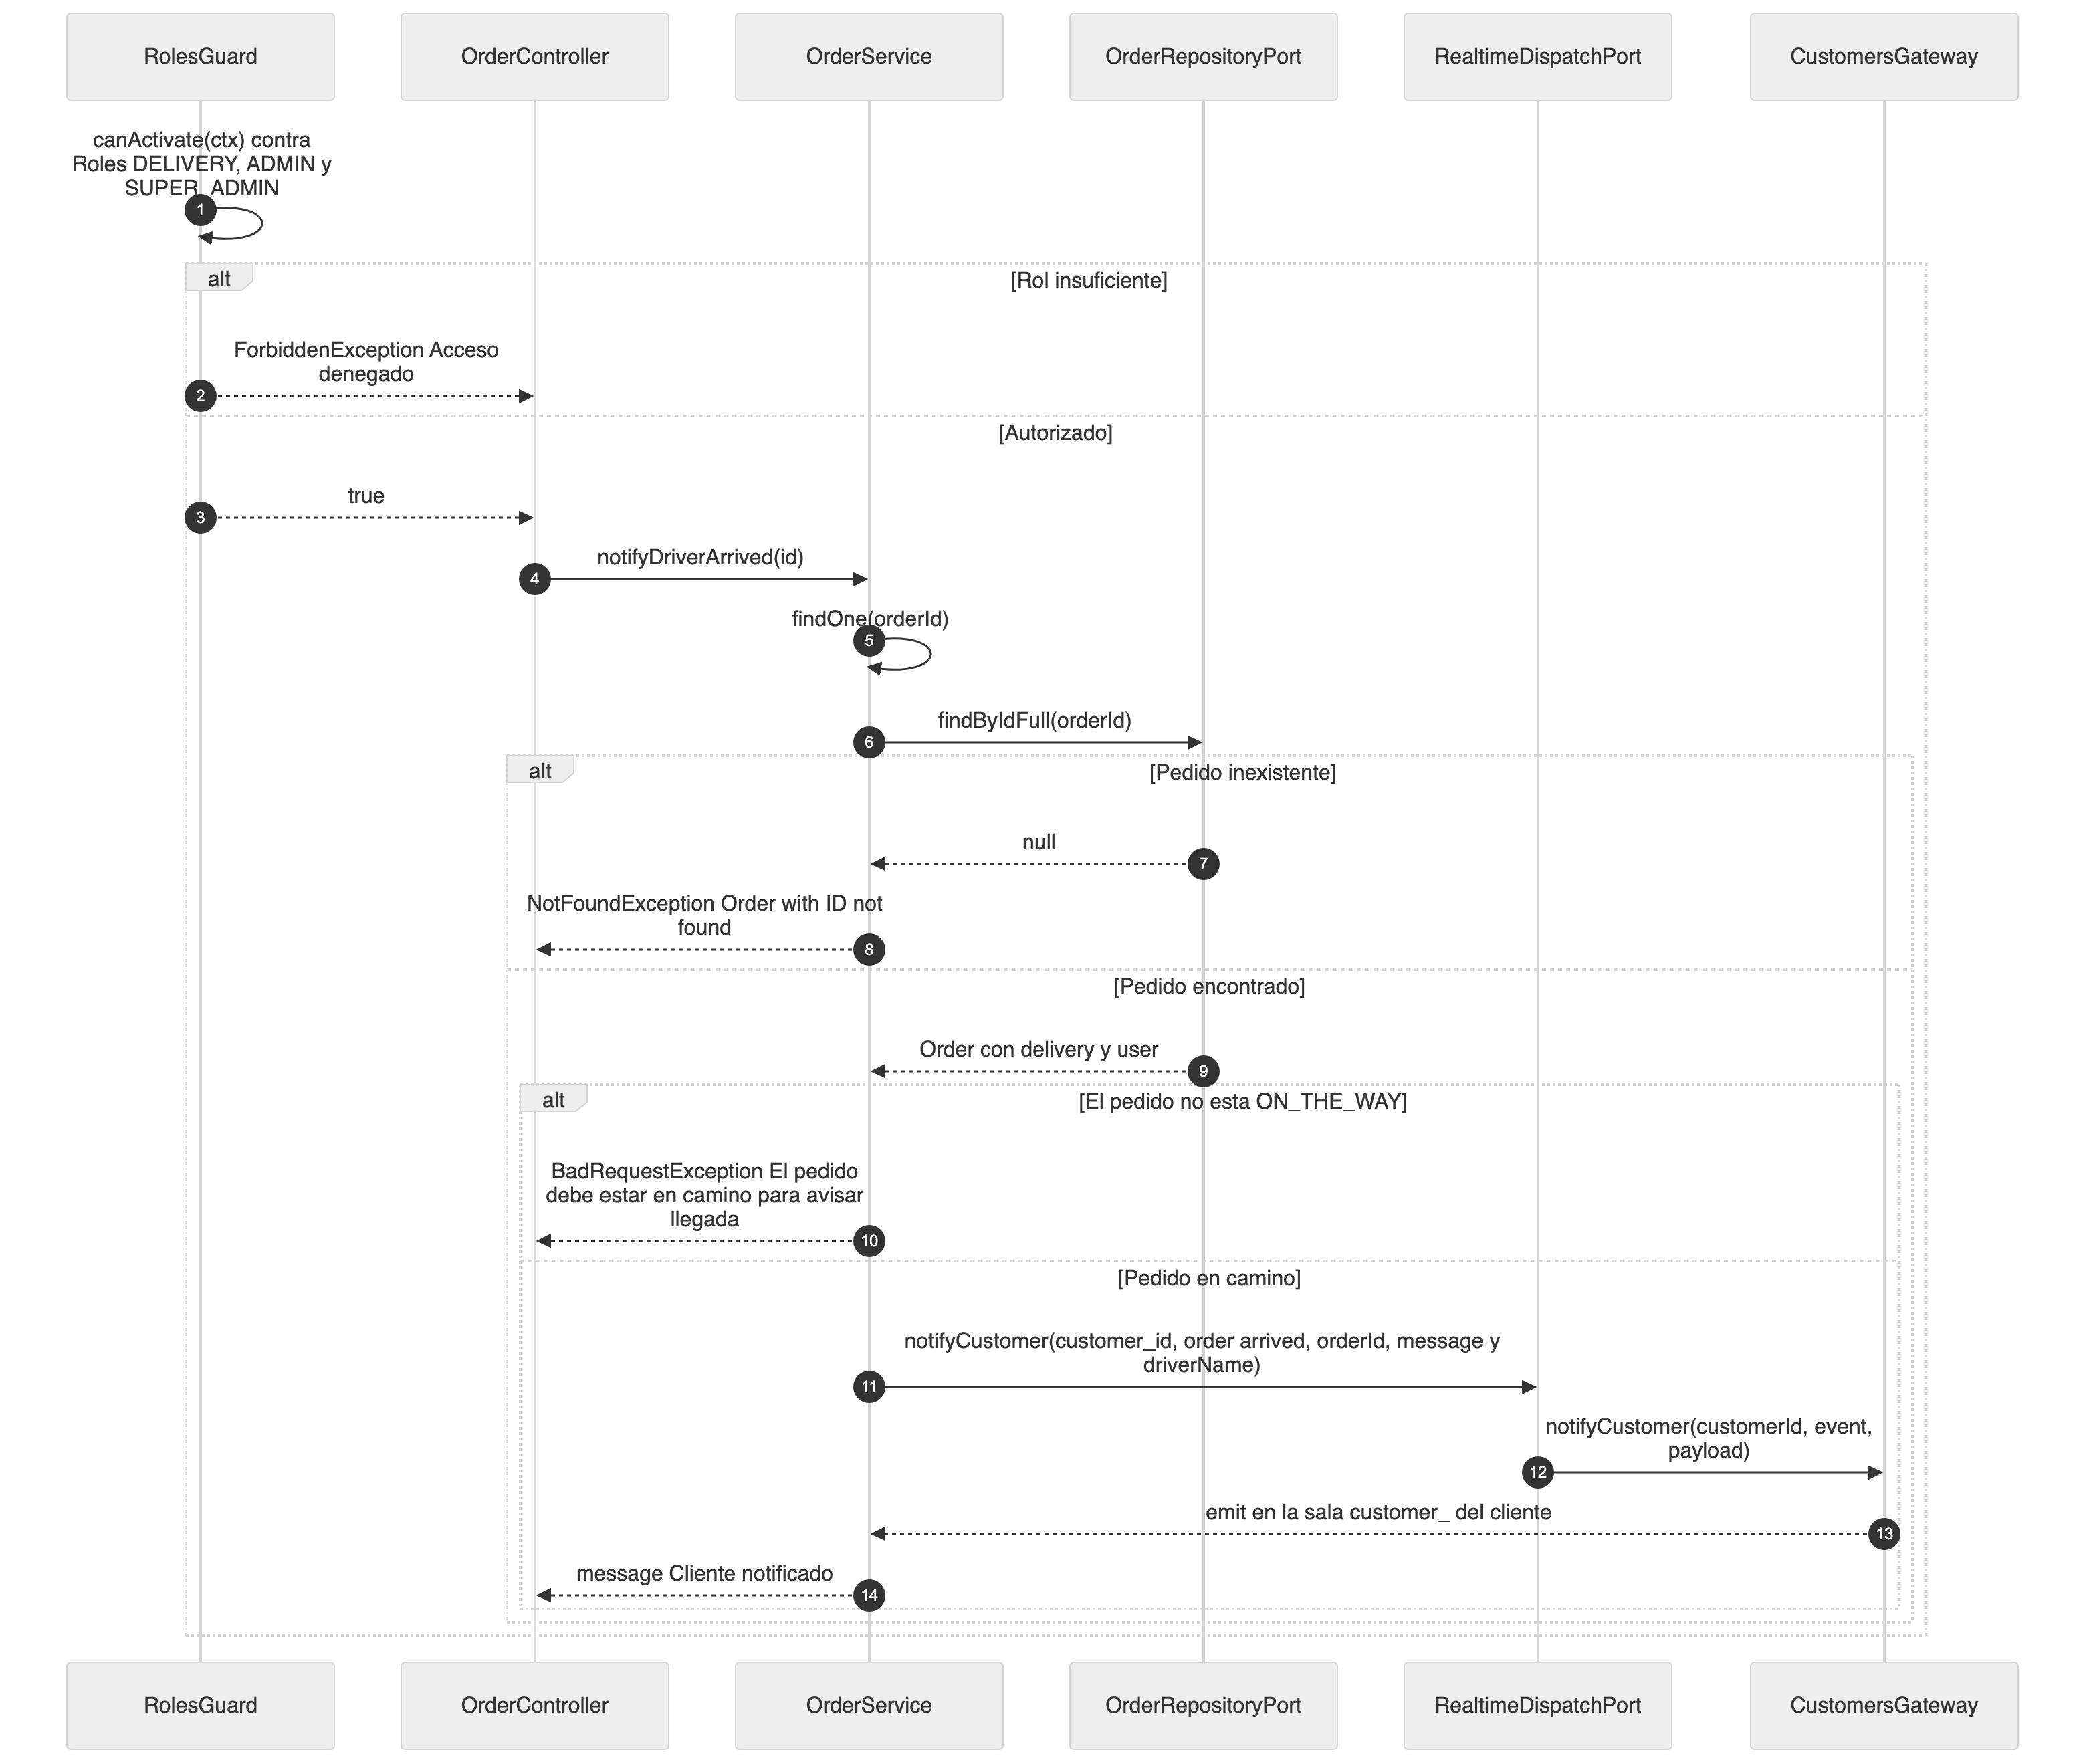 RolesGuard
OrderController
OrderService
OrderRepositoryPort
RealtimeDispatchPort
CustomersGateway
canActivate(ctx) contra
Roles DELIVERY, ADMIN y
SUPER_ADMIN
1
alt
[Rol insuficiente]
ForbiddenException Acceso
denegado
2
[Autorizado]
true
3
notifyDriverArrived(id)
4
findOne(orderId)
5
findByIdFull(orderId)
6
alt
[Pedido inexistente]
null
7
NotFoundException Order with ID not
found
8
[Pedido encontrado]
Order con delivery y user
9
alt
[El pedido no esta ON_THE_WAY]
BadRequestException El pedido
debe estar en camino para avisar
llegada
10
[Pedido en camino]
notifyCustomer(customer_id, order arrived, orderId, message y
driverName)
11
notifyCustomer(customerId, event,
payload)
12
emit en la sala customer_ del cliente
13
message Cliente notificado
14
RolesGuard
OrderController
OrderService
OrderRepositoryPort
RealtimeDispatchPort
CustomersGateway